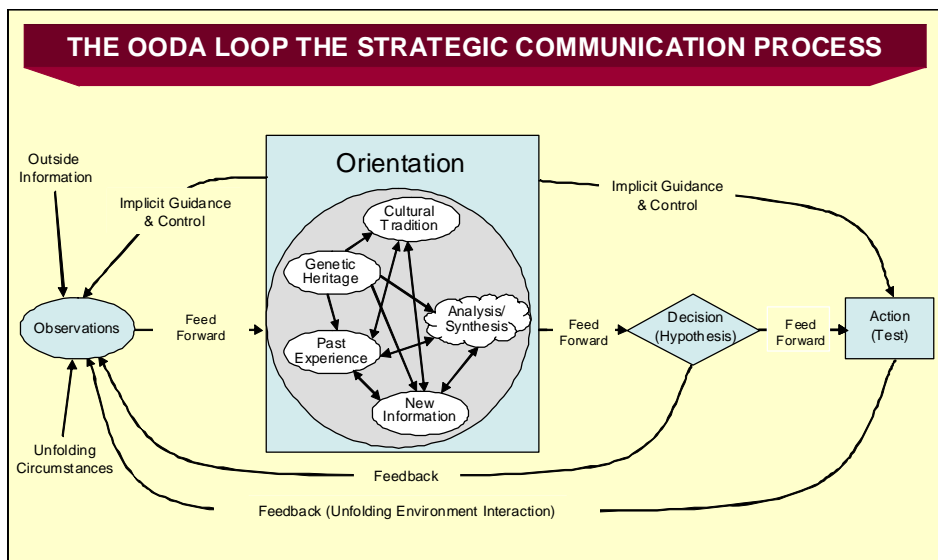 THE OODA LOOP THE STRATEGIC COMMUNICATION PROCESS
Orientation
Outside
Information
Implicit Guidance
& Control
Implicit Guidance
& Control
Cultural
Tradition
Genetic
Heritage
Analysis/
Synthesis
Past
Experience
New
Information
Observations
Feed
Forward
Feed
Forward
Decision
(Hypothesis)
Feed
Forward
Action
(Test)
Unfolding
Circumstances
Feedback
Feedback (Unfolding Environment Interaction)